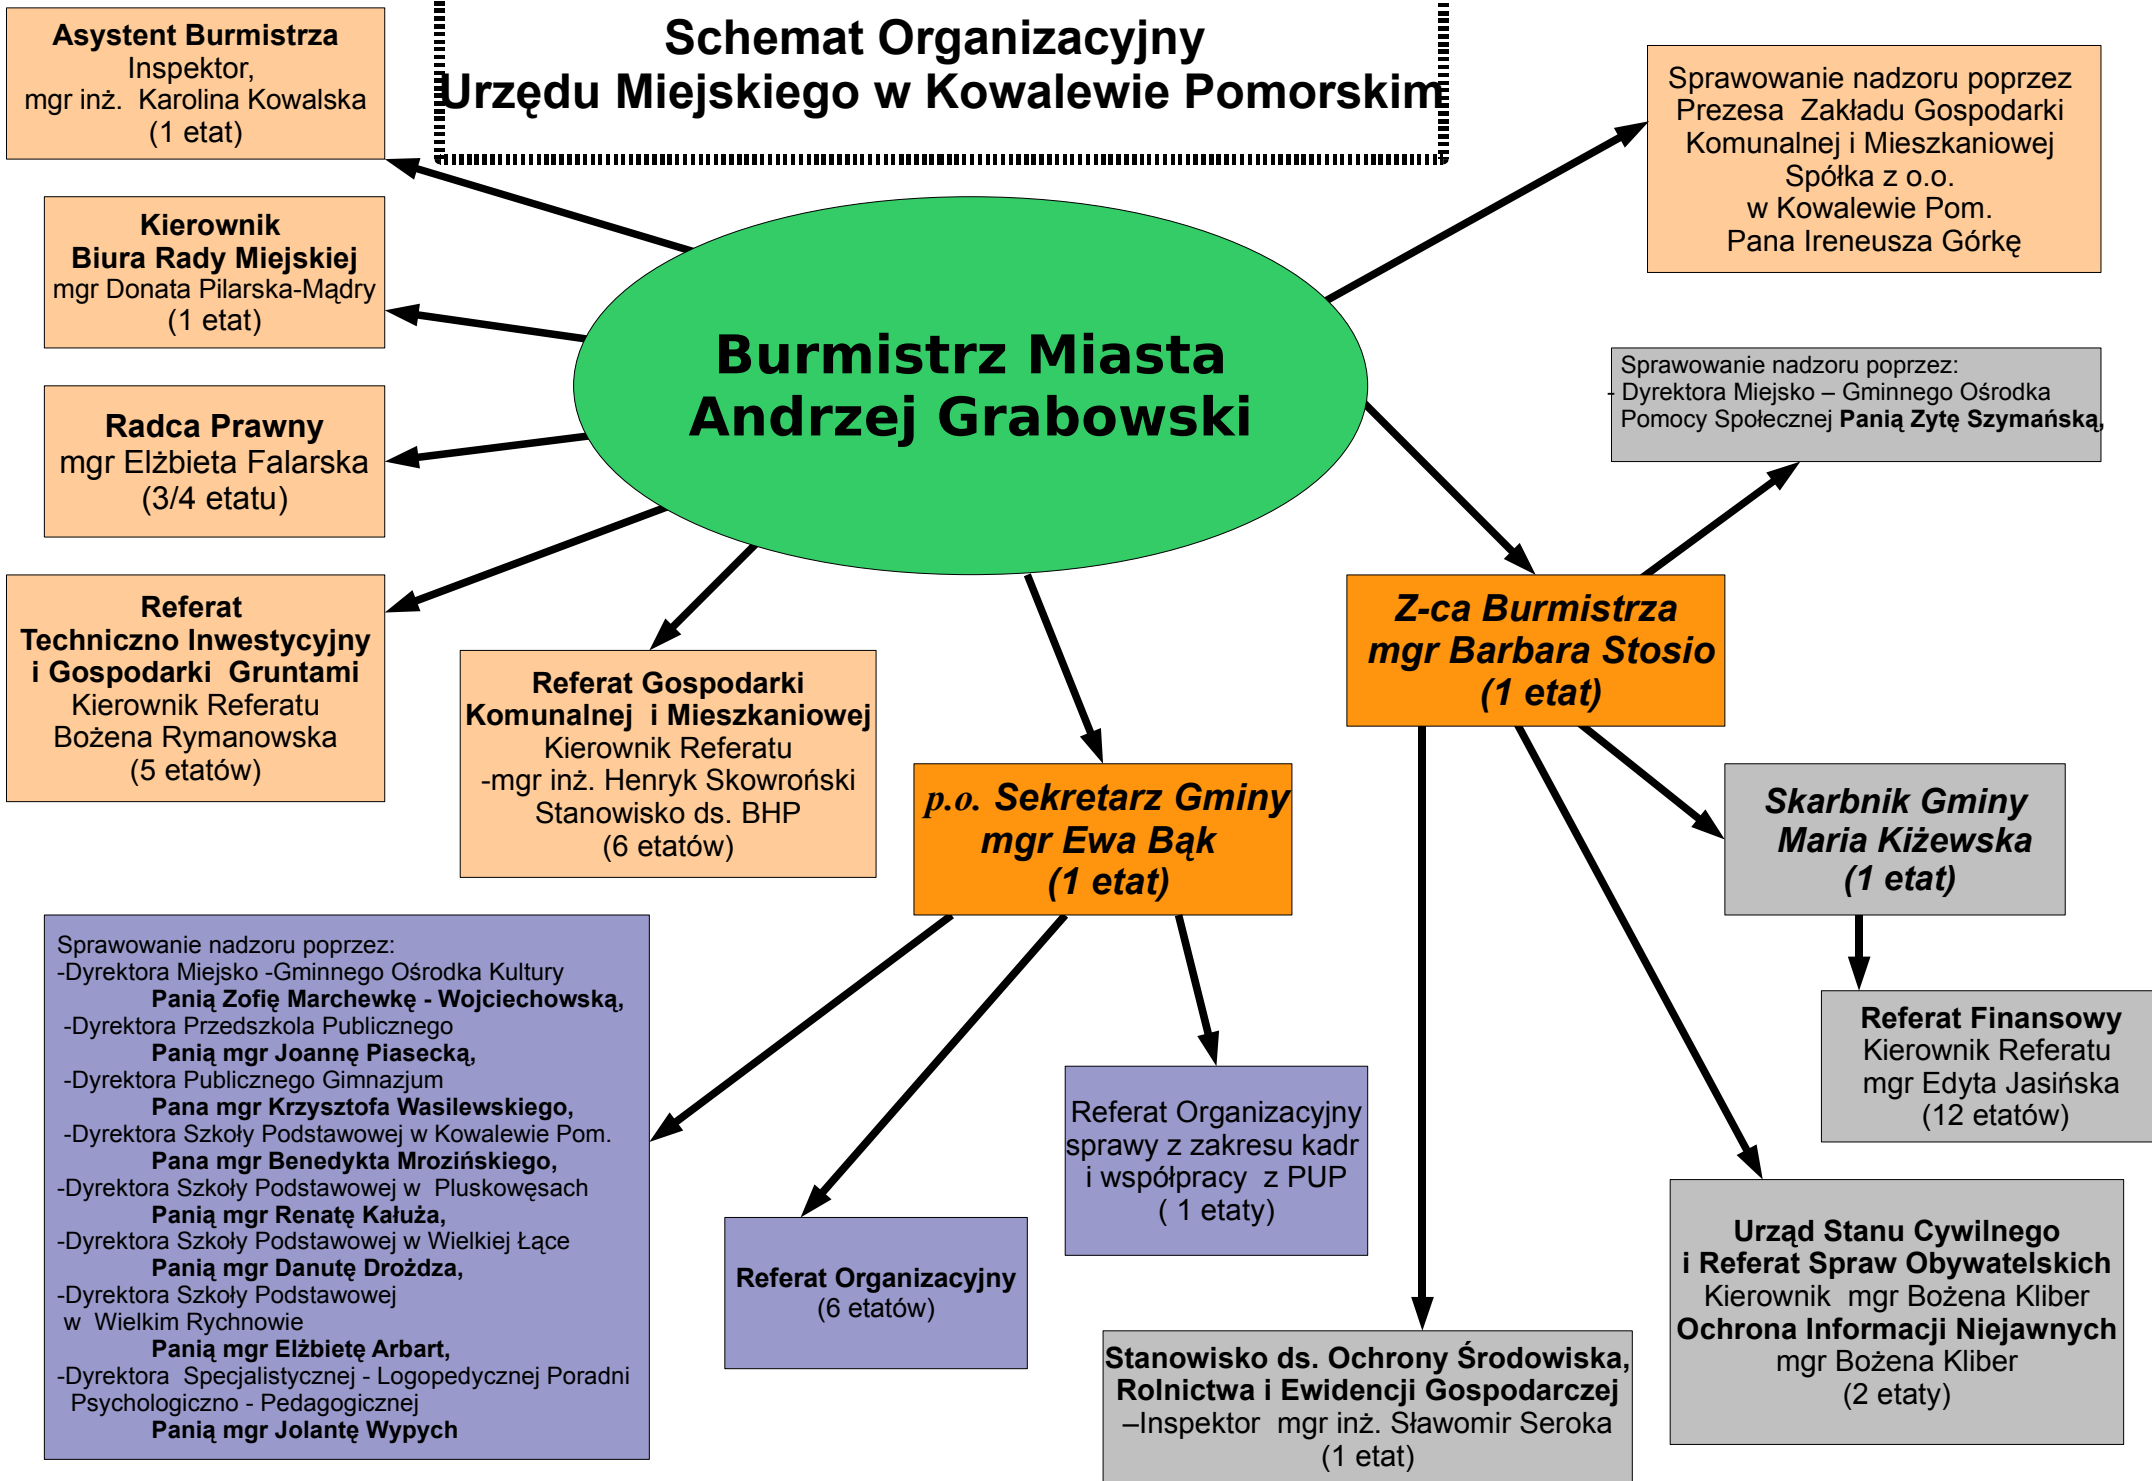 Schemat Organizacyjny
Urzędu Miejskiego w Kowalewie Pomorskim
Asystent Burmistrza
Inspektor,
mgr inż. Karolina Kowalska
(1 etat)
Kierownik
Biura Rady Miejskiej
mgr Donata Pilarska-Mądry
(1 etat)
Radca Prawny
mgr Elżbieta Falarska
(3/4 etatu)
Referat
Techniczno Inwestycyjny
i Gospodarki Gruntami
Kierownik Referatu
Bożena Rymanowska
(5 etatów)
Burmistrz Miasta
Andrzej Grabowski
Sprawowanie nadzoru poprzez
Prezesa Zakładu Gospodarki
Komunalnej i Mieszkaniowej
Spółka z o.o.
w Kowalewie Pom.
Pana Ireneusza Górkę
Sprawowanie nadzoru poprzez:
- Dyrektora Miejsko – Gminnego Ośrodka
Pomocy Społecznej Panią Zytę Szymańską,
Referat Gospodarki
Komunalnej i Mieszkaniowej
Kierownik Referatu
-mgr inż. Henryk Skowroński
Stanowisko ds. BHP
(6 etatów)
p.o. Sekretarz Gminy
mgr Ewa Bąk
(1 etat)
Z-ca Burmistrza
mgr Barbara Stosio
(1 etat)
Skarbnik Gminy
Maria Kiżewska
(1 etat)
Referat Finansowy
Kierownik Referatu
mgr Edyta Jasińska
(12 etatów)
Sprawowanie nadzoru poprzez:
-Dyrektora Miejsko -Gminnego Ośrodka Kultury
Panią Zofię Marchewkę - Wojciechowską,
-Dyrektora Przedszkola Publicznego
Panią mgr Joannę Piasecką,
-Dyrektora Publicznego Gimnazjum
Pana mgr Krzysztofa Wasilewskiego,
-Dyrektora Szkoły Podstawowej w Kowalewie Pom.
Pana mgr Benedykta Mrozińskiego,
-Dyrektora Szkoły Podstawowej w Pluskowęsach
Panią mgr Renatę Kałuża,
-Dyrektora Szkoły Podstawowej w Wielkiej Łące
Panią mgr Danutę Drożdza,
-Dyrektora Szkoły Podstawowej
w Wielkim Rychnowie
Panią mgr Elżbietę Arbart,
-Dyrektora Specjalistycznej - Logopedycznej Poradni
Psychologiczno - Pedagogicznej
Panią mgr Jolantę Wypych
Referat Organizacyjny
(6 etatów)
Referat Organizacyjny
sprawy z zakresu kadr
i współpracy z PUP
( 1 etaty)
Stanowisko ds. Ochrony Środowiska,
Rolnictwa i Ewidencji Gospodarczej
–Inspektor mgr inż. Sławomir Seroka
(1 etat)
Urząd Stanu Cywilnego
i Referat Spraw Obywatelskich
Kierownik mgr Bożena Kliber
Ochrona Informacji Niejawnych
mgr Bożena Kliber
(2 etaty)